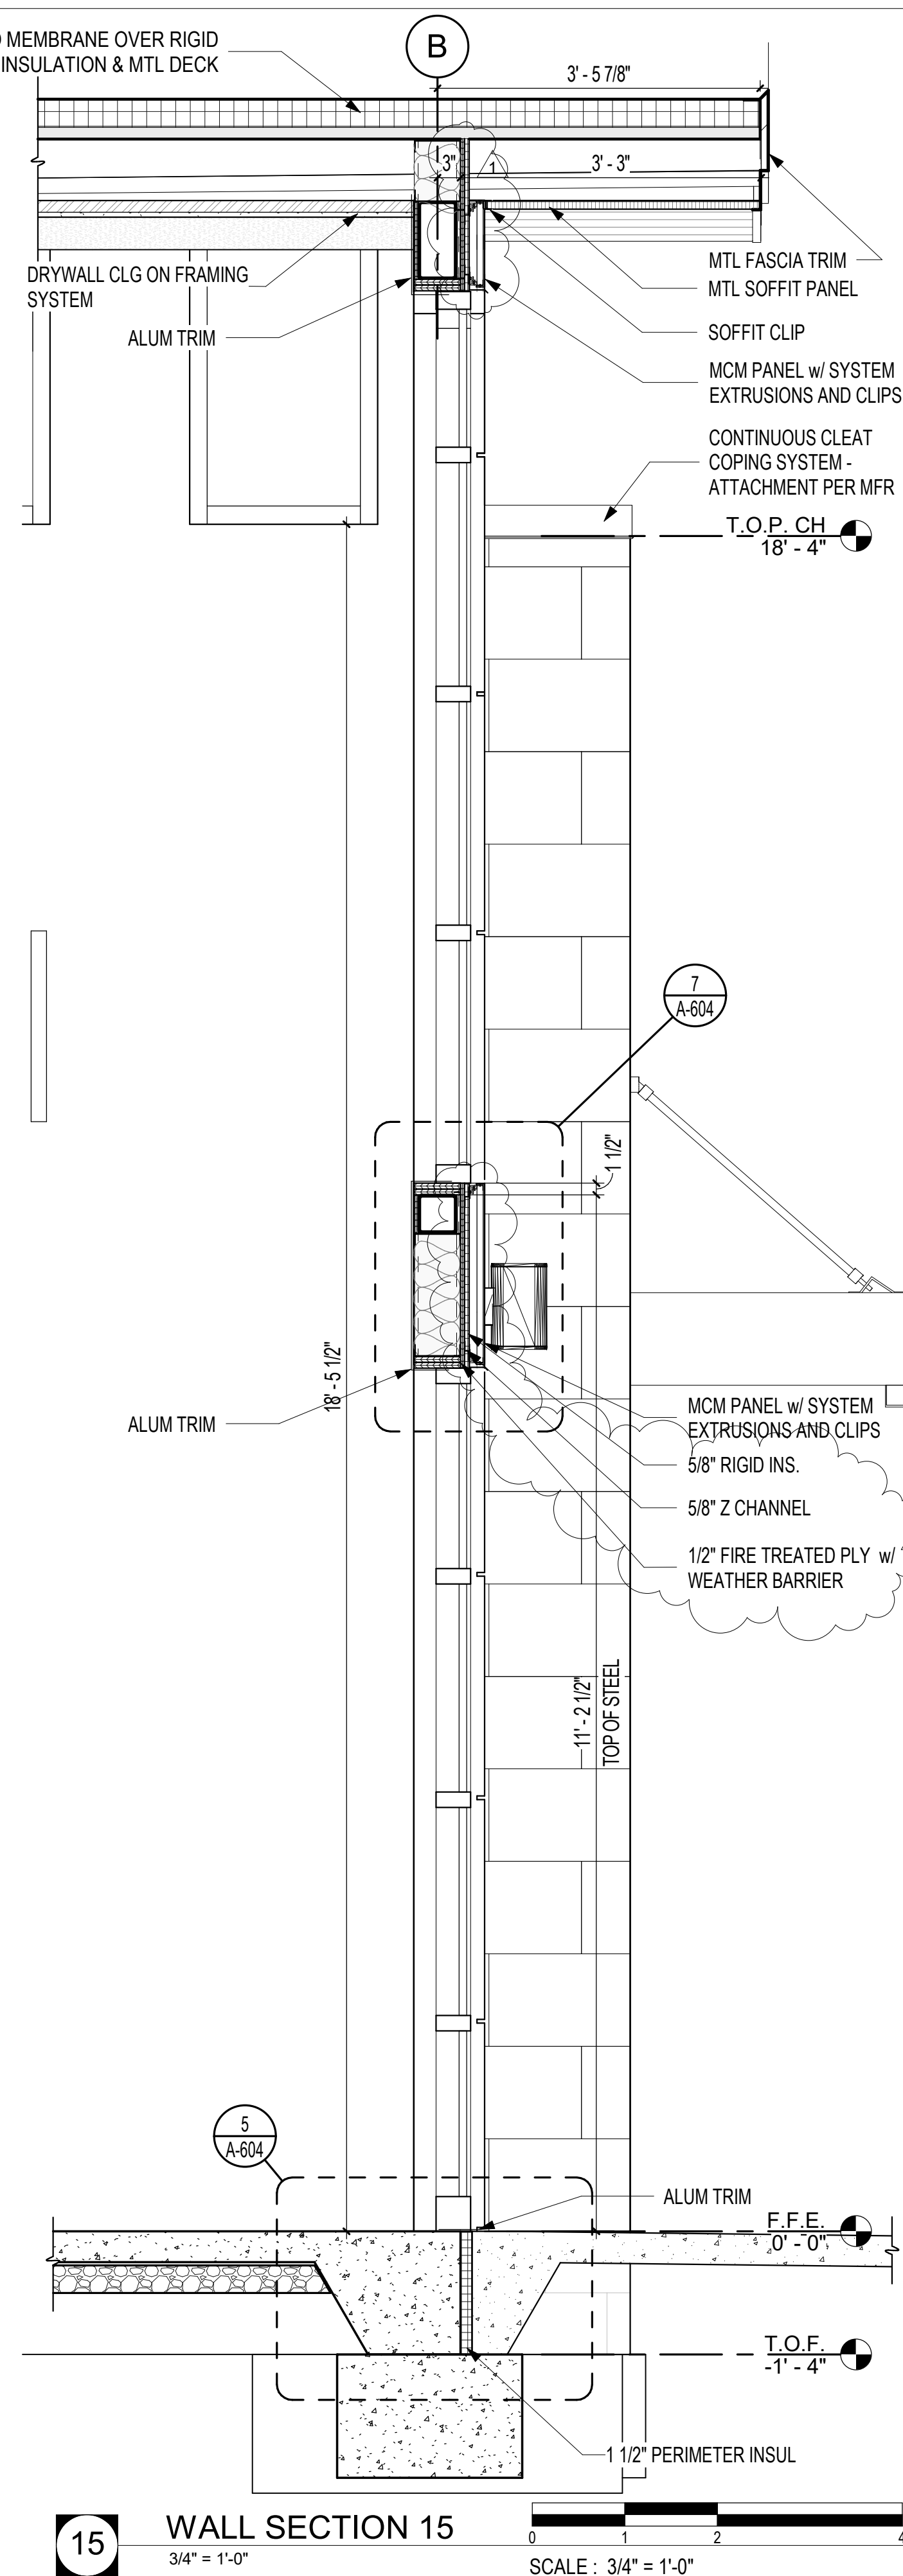 MEMBRANE OVER RIGID
INSULATION & MTL DECK
B
3' - 5 7/8"
3"
1
3' - 3"
DRYWALL CLG ON FRAMING
SYSTEM
ALUM TRIM
MTL FASCIA TRIM
MTL SOFFIT PANEL
SOFFIT CLIP
MCM PANEL w/ SYSTEM
EXTRUSIONS AND CLIPS
CONTINUOUS CLEAT
COPING SYSTEM -
ATTACHMENT PER MFR
T.O.P. CH
18' - 4"
7
A-604
1 1/2"
18' - 5 1/2"
ALUM TRIM
MCM PANEL w/ SYSTEM
EXTRUSIONS AND CLIPS
5/8" RIGID INS.
5/8" Z CHANNEL
1/2" FIRE TREATED PLY w/
WEATHER BARRIER
11' - 2 1/2"
TOP OF STEEL
5
A-604
ALUM TRIM
F.F.E.
0' - 0"
T.O.F.
-1' - 4"
1 1/2" PERIMETER INSUL
15
WALL SECTION 15
3/4" = 1'-0"
0 1 2 4
SCALE : 3/4" = 1'-0"